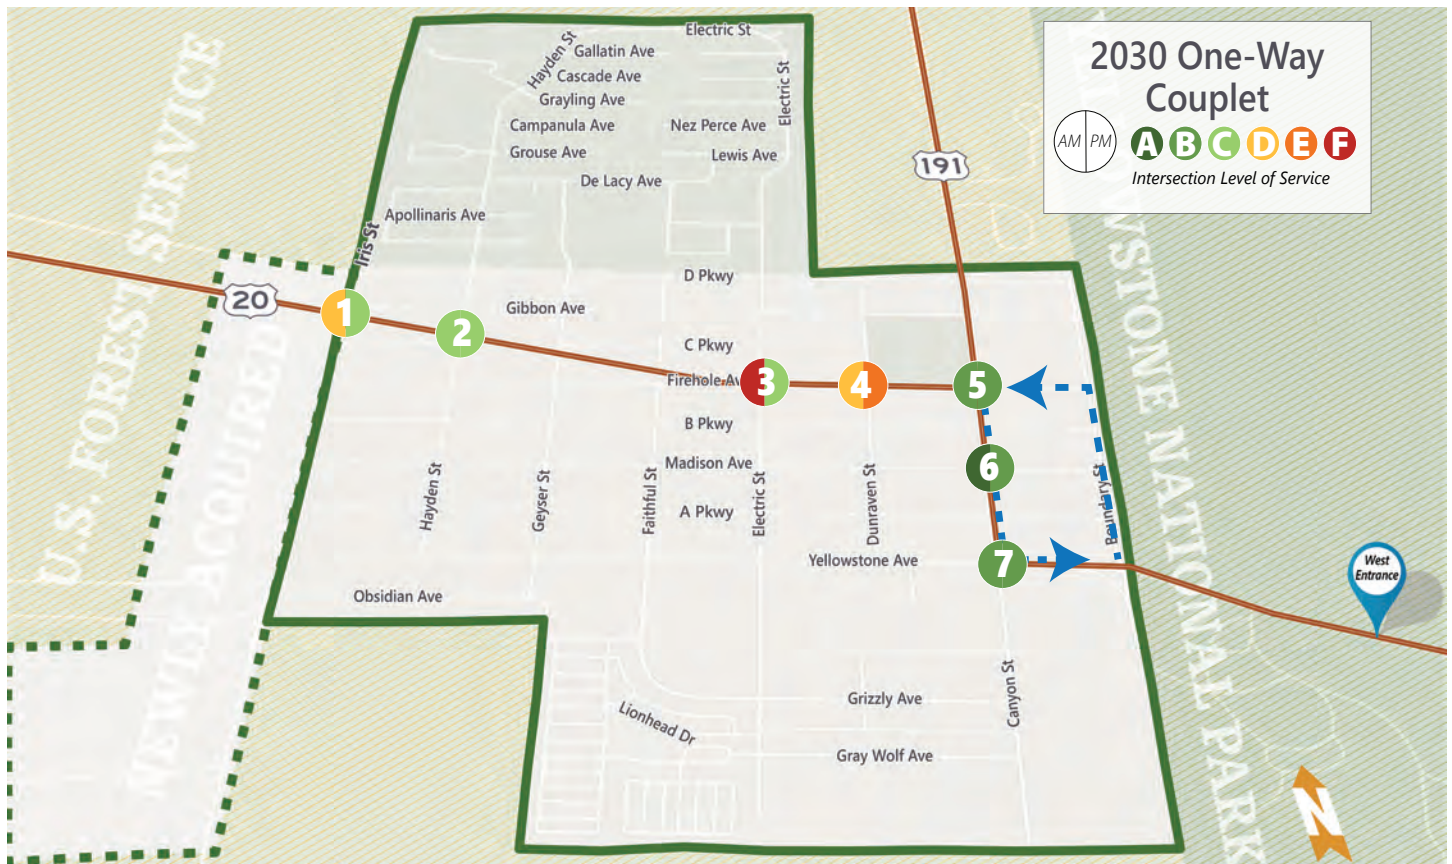 2030 One-Way
Couplet
AM PM A B C D E F
Intersection Level of Service
U.S. FOREST SERVICE
NEWLY ACQUIRED
YELLOWSTONE NATIONAL PARK
Electric St
Hayden St
Gallatin Ave
Cascade Ave
Electric St
Grayling Ave
Campanula Ave
Nez Perce Ave
Grouse Ave
Lewis Ave
De Lacy Ave
191
Apollinaris Ave
Iris St
D Pkwy
20
Gibbon Ave
1
2
C Pkwy
Firehole Av
3
4
5
B Pkwy
Madison Ave
6
Hayden St
Geyser St
Faithful St
A Pkwy
Electric St
Dunraven St
Boundary St
Yellowstone Ave
7
West
Entrance
Obsidian Ave
Grizzly Ave
Canyon St
Lionhead Dr
Gray Wolf Ave
N